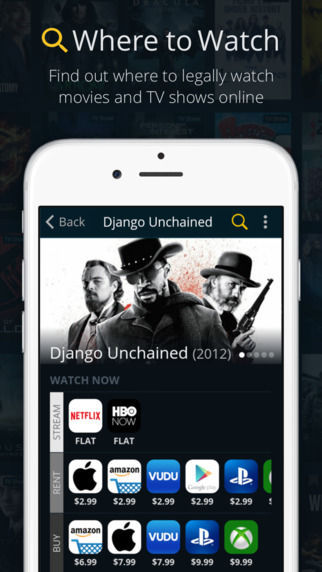 Where to Watch
Find out where to legally watch
movies and TV shows online
Back
Django Unchained
Django Unchained (2012)
WATCH NOW
STREAM
NETFLIX
HBO
NOW
FLAT
FLAT
RENT
amazon
VUDU
Google play
$2.99
$2.99
$2.99
$2.99
$2.99
BUY
amazon
VUDU
$6.99
$7.99
$9.99
$9.99
$9.99